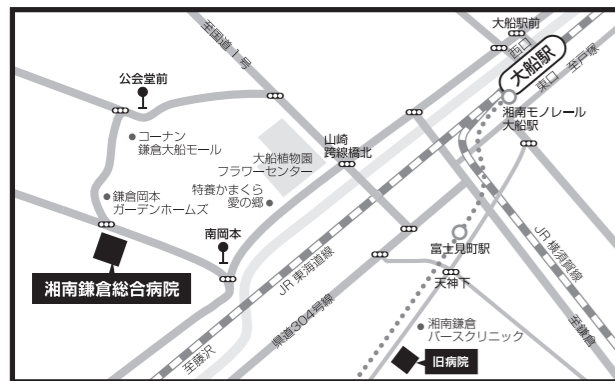 大船駅前
至国道1号
西口
大船駅
東口
至戸塚
公会堂前
湘南モノレール
大船駅
コーナン
鎌倉大船モール
山崎
跨線橋北
大船植物園
フラワーセンター
特養かまくら
愛の郷
鎌倉岡本
ガーデンホームズ
南岡本
富士見町駅
JR 横須賀線
JR 東海道線
天神下
湘南鎌倉総合病院
県道304号線
至鎌倉
湘南鎌倉
バースクリニック
至藤沢
旧病院